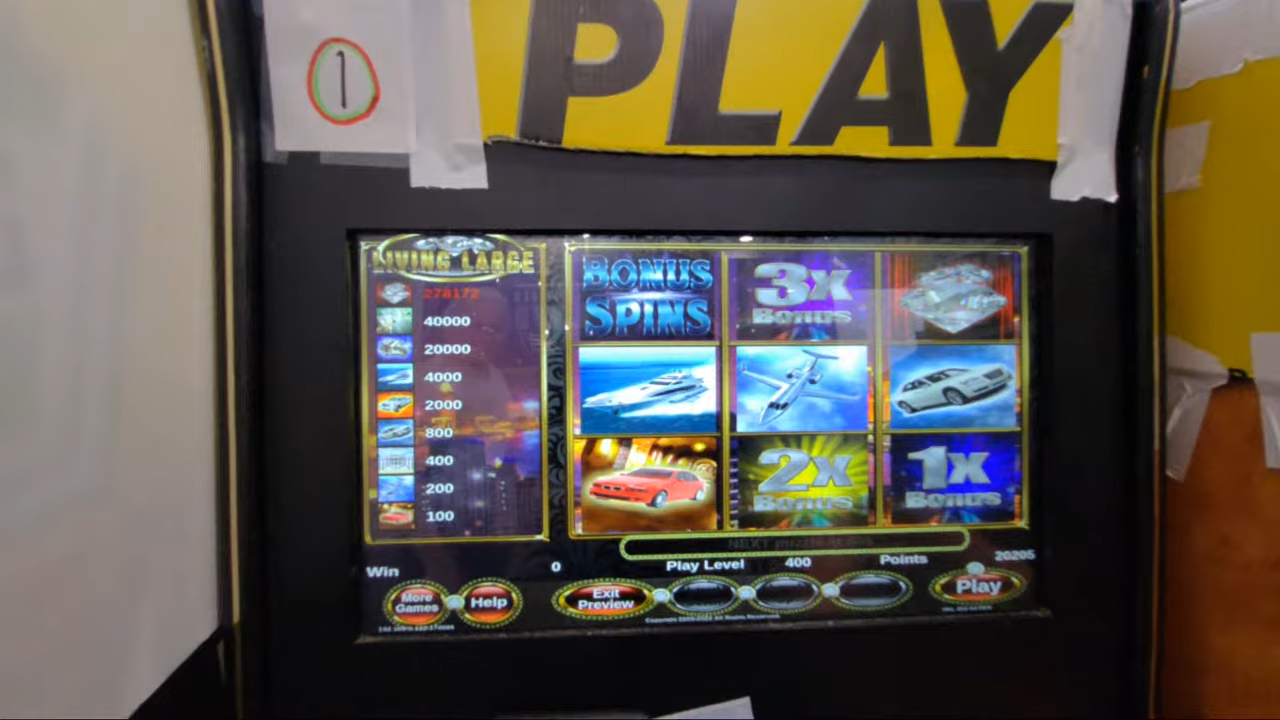 1
PLAY
LIVING LARGE
278172
40000
20000
4000
2000
800
400
200
100
BONUS
SPINS
3x
Bonus
2x
Bonus
1x
Bonus
NEXT
Win 0 Play Level 400 Points 20205
More
Games
Help
Exit
Preview
Play